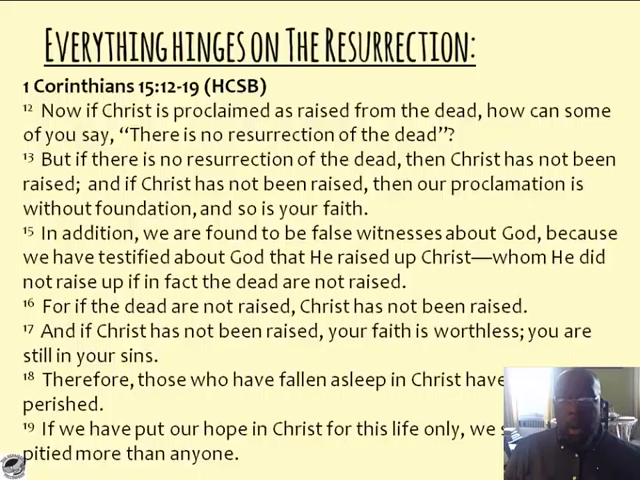 EVERYTHING HINGES ON THE RESURRECTION:
1 Corinthians 15:12-19 (HCSB)
12 Now if Christ is proclaimed as raised from the dead, how can some
of you say, “There is no resurrection of the dead”?
13 But if there is no resurrection of the dead, then Christ has not been
raised; and if Christ has not been raised, then our proclamation is
without foundation, and so is your faith.
15 In addition, we are found to be false witnesses about God, because
we have testified about God that He raised up Christ—whom He did
not raise up if in fact the dead are not raised.
16 For if the dead are not raised, Christ has not been raised.
17 And if Christ has not been raised, your faith is worthless; you are
still in your sins.
18 Therefore, those who have fallen asleep in Christ have
perished.
19 If we have put our hope in Christ for this life only, we
pitied more than anyone.